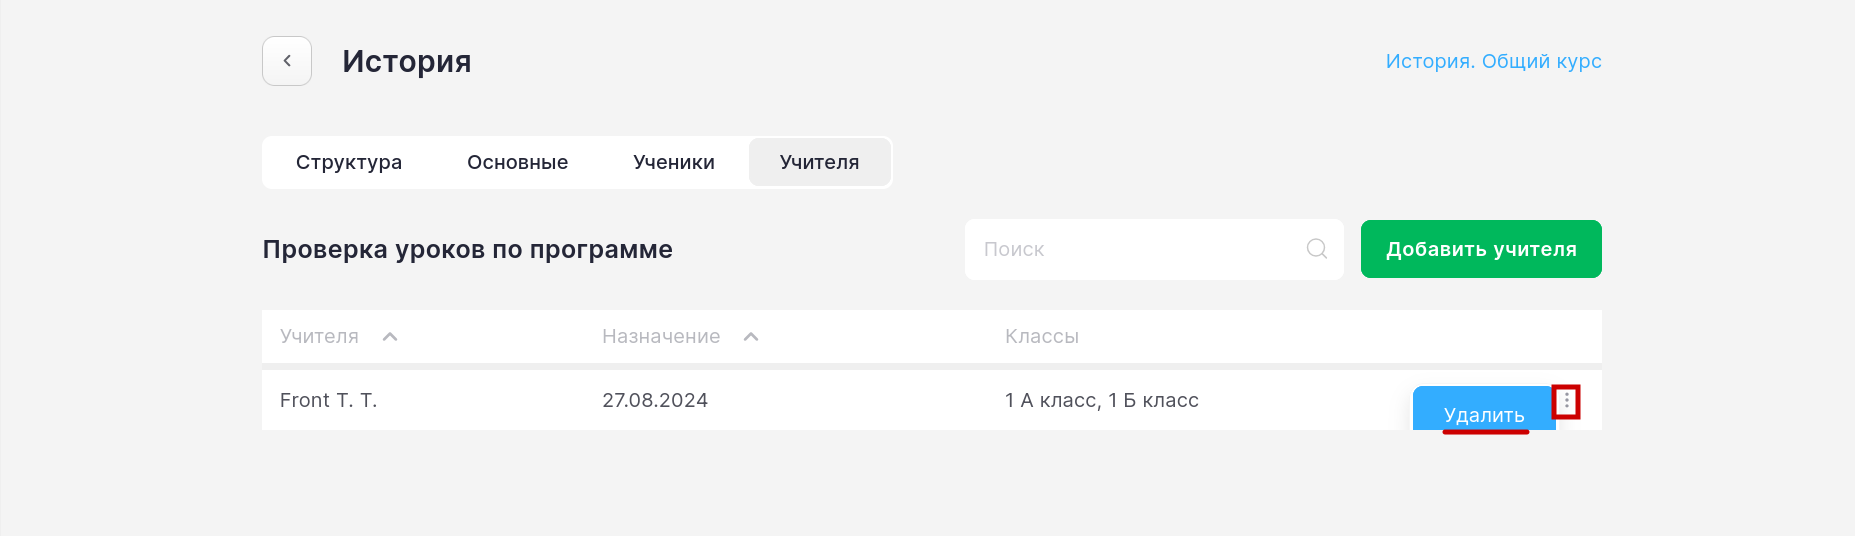 История
История. Общий курс
Структура Основные Ученики Учителя
Проверка уроков по программе
Поиск
Добавить учителя
Учителя Назначение Классы
Front T. T. 27.08.2024 1 А класс, 1 Б класс
Удалить